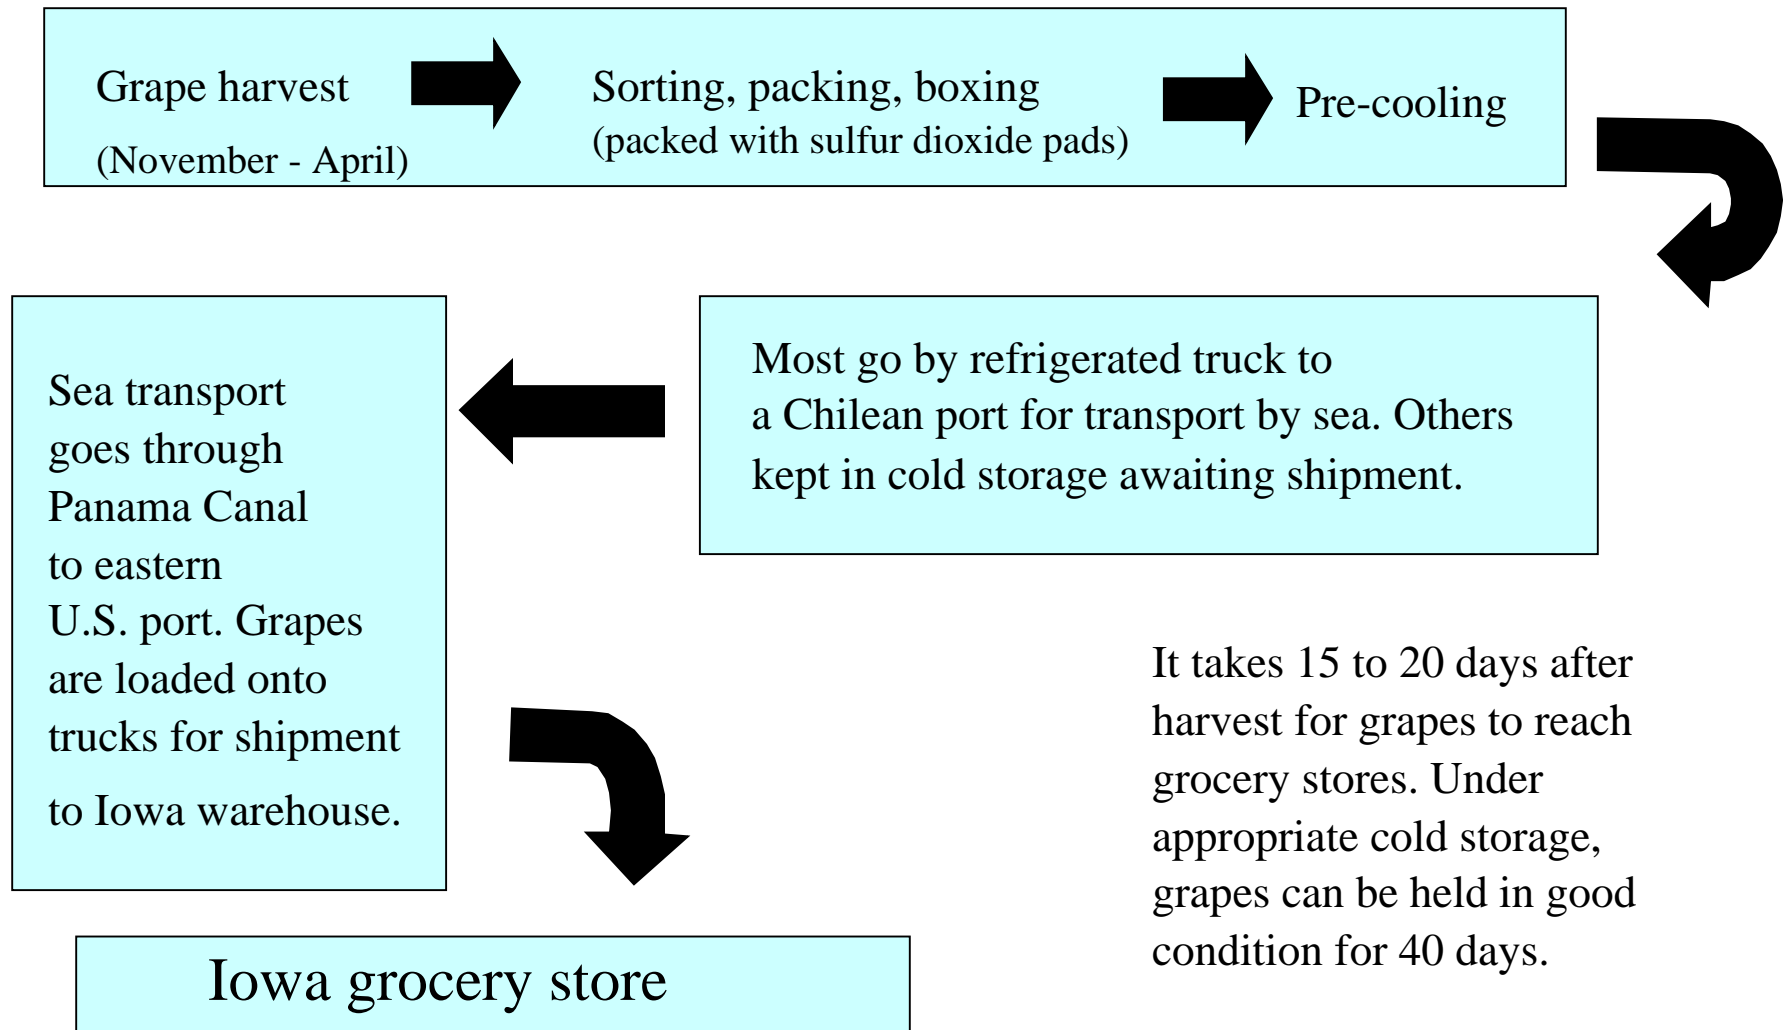 Grape harvest
(November - April)
Sorting, packing, boxing
(packed with sulfur dioxide pads)
Pre-cooling
Most go by refrigerated truck to
a Chilean port for transport by sea. Others
kept in cold storage awaiting shipment.
Sea transport
goes through
Panama Canal
to eastern
U.S. port. Grapes
are loaded onto
trucks for shipment
to Iowa warehouse.
It takes 15 to 20 days after
harvest for grapes to reach
grocery stores. Under
appropriate cold storage,
grapes can be held in good
condition for 40 days.
Iowa grocery store